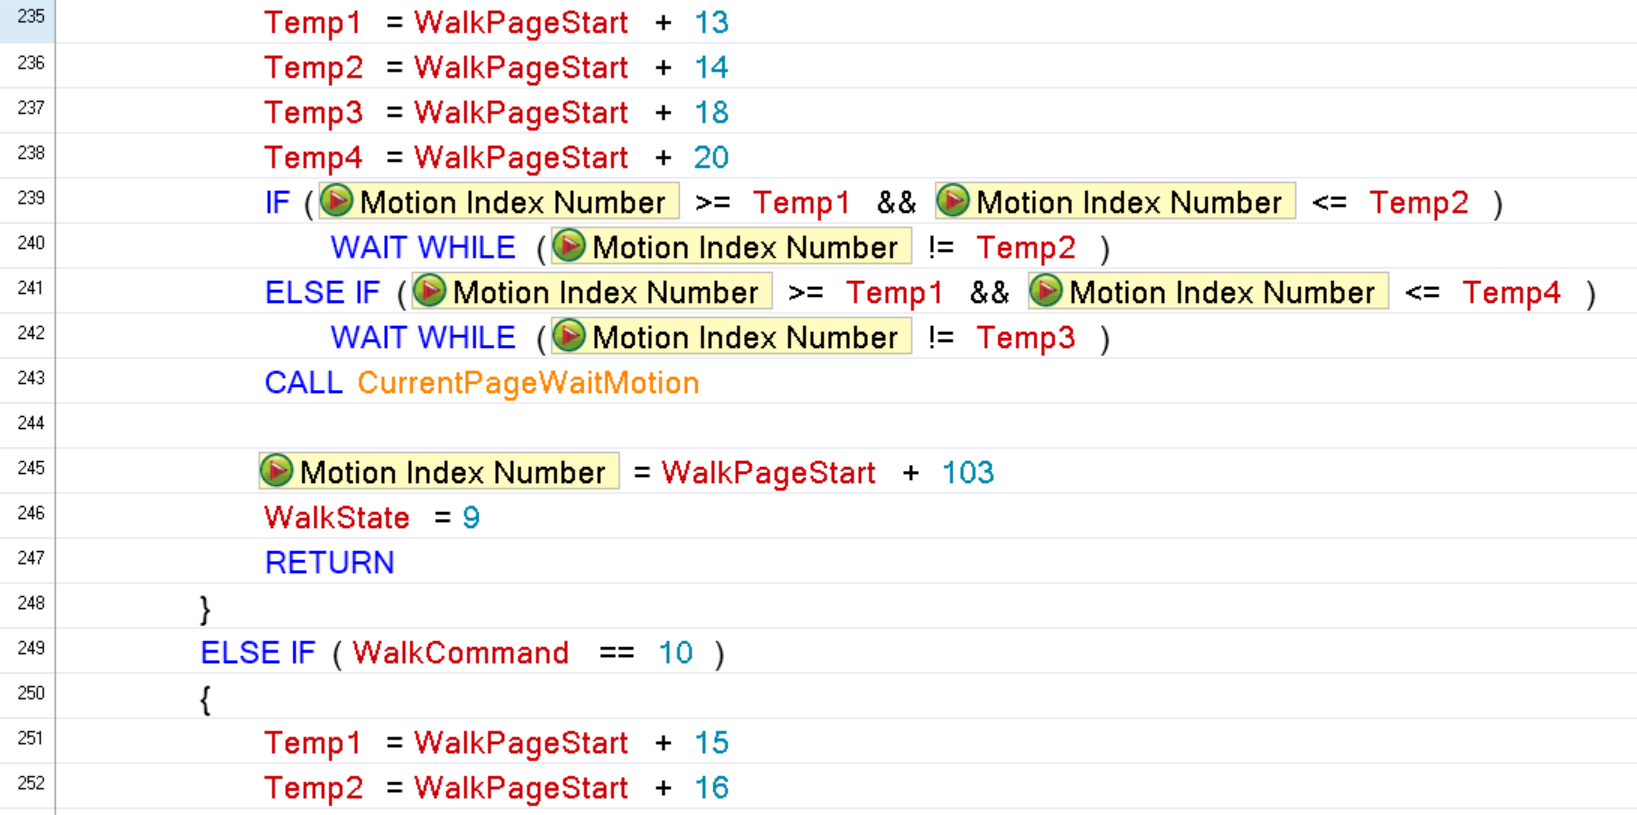 235 Temp1 = WalkPageStart + 13
236 Temp2 = WalkPageStart + 14
237 Temp3 = WalkPageStart + 18
238 Temp4 = WalkPageStart + 20
239 IF ( Motion Index Number >= Temp1 && Motion Index Number <= Temp2 )
240 WAIT WHILE ( Motion Index Number != Temp2 )
241 ELSE IF ( Motion Index Number >= Temp1 && Motion Index Number <= Temp4 )
242 WAIT WHILE ( Motion Index Number != Temp3 )
243 CALL CurrentPageWaitMotion
244
245 Motion Index Number = WalkPageStart + 103
246 WalkState = 9
247 RETURN
248 }
249 ELSE IF ( WalkCommand == 10 )
250 {
251 Temp1 = WalkPageStart + 15
252 Temp2 = WalkPageStart + 16